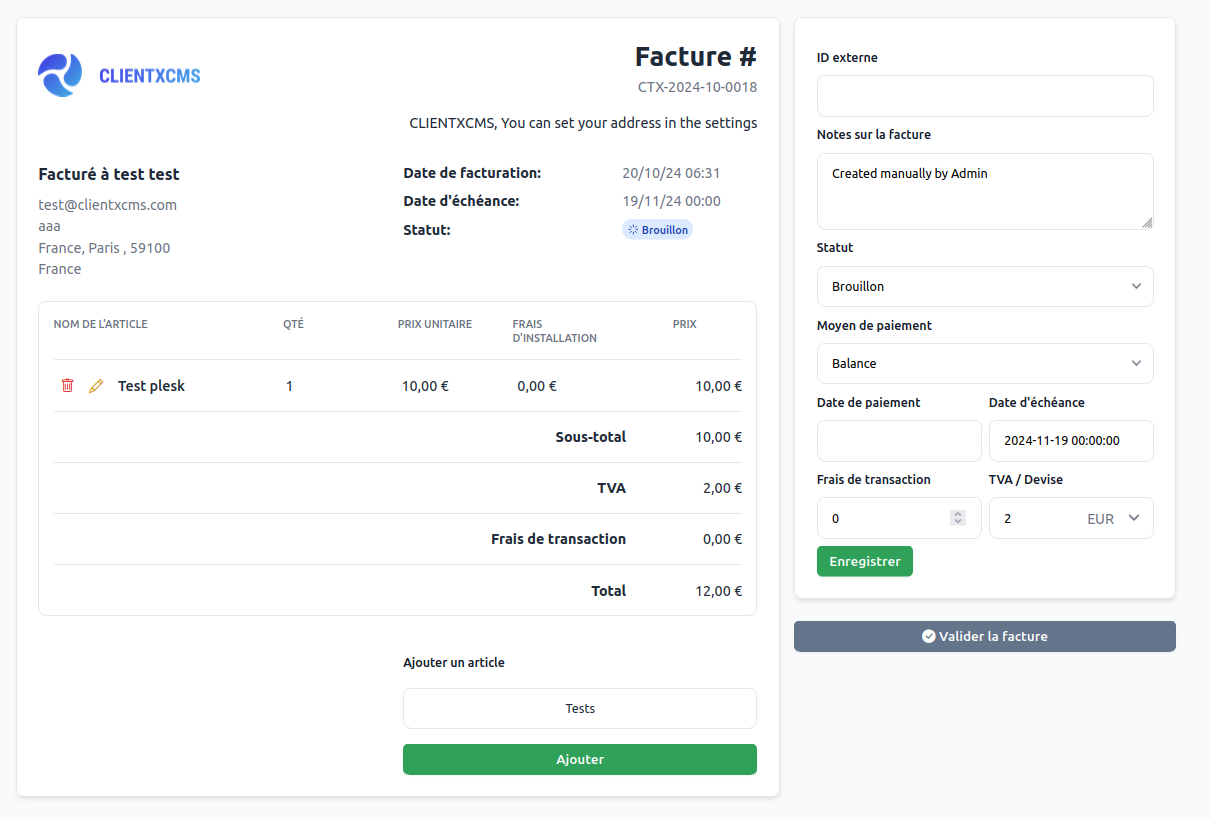 CLIENTXCMS
Facture #
CTX-2024-10-0018
CLIENTXCMS, You can set your address in the settings
Facturé à test test
test@clientxcms.com
aaa
France, Paris , 59100
France
Date de facturation: 20/10/24 06:31
Date d'échéance: 19/11/24 00:00
Statut: Brouillon
NOM DE L'ARTICLE QTÉ PRIX UNITAIRE FRAIS D'INSTALLATION PRIX
Test plesk 1 10,00 € 0,00 € 10,00 €
Sous-total 10,00 €
TVA 2,00 €
Frais de transaction 0,00 €
Total 12,00 €
Ajouter un article
Tests
Ajouter
ID externe
Notes sur la facture
Created manually by Admin
Statut
Brouillon
Moyen de paiement
Balance
Date de paiement Date d'échéance
2024-11-19 00:00:00
Frais de transaction TVA / Devise
0 2 EUR
Enregistrer
Valider la facture